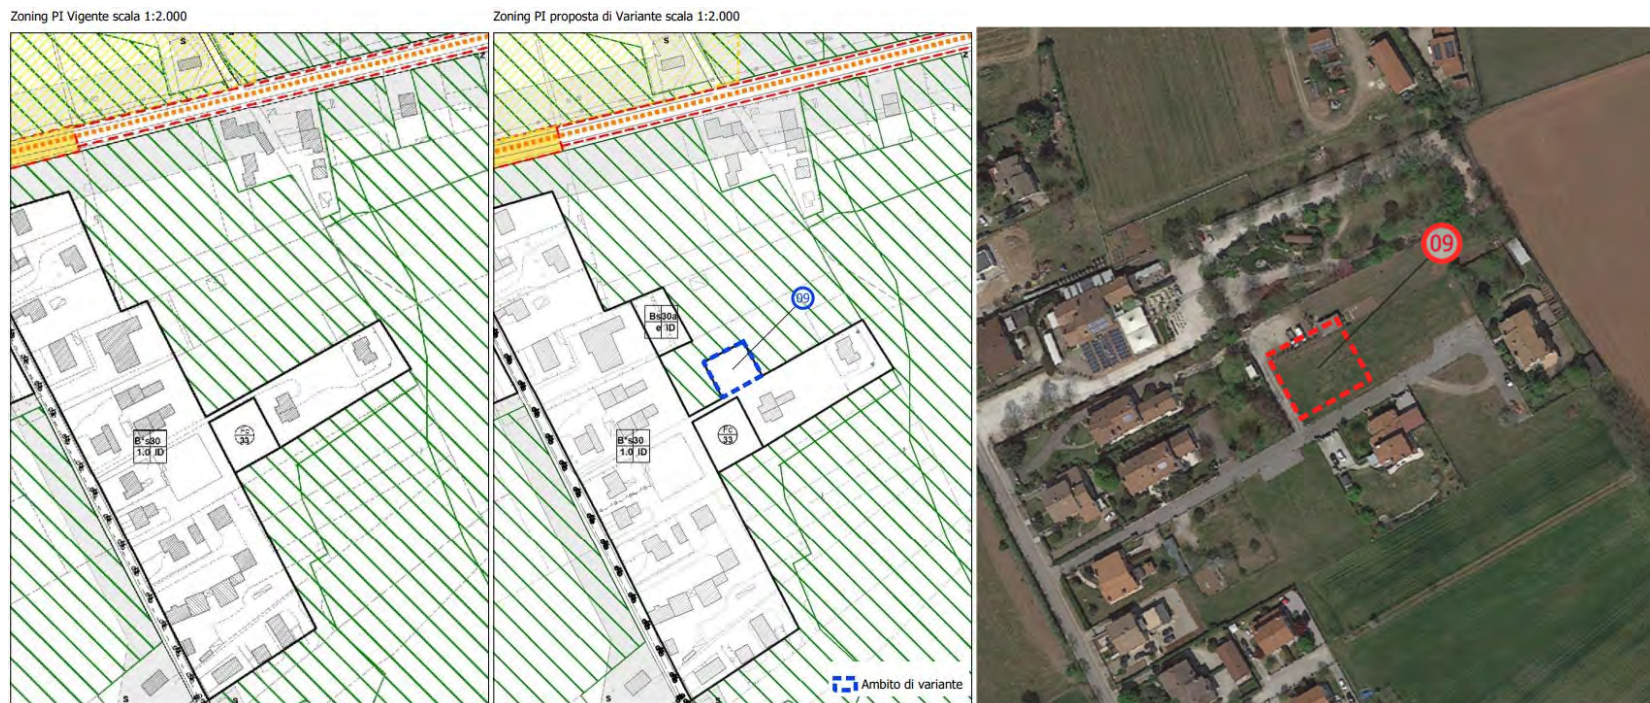 Zoning PI Vigente scala 1:2.000
Zoning PI proposta di Variante scala 1:2.000
S
Z
Fc
33
B*s30
1.0 ID
S
S
Z
Bs30a
e ID
09
Fc
33
B*s30
1.0 ID
S
S
Ambito di variante
09